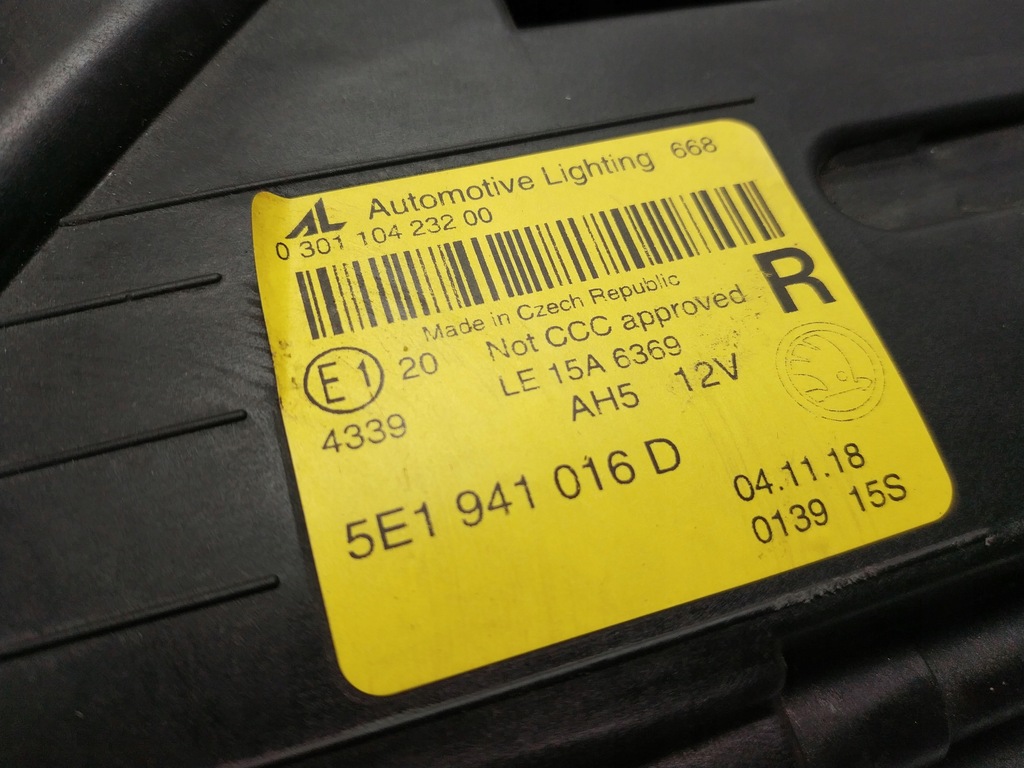 AL Automotive Lighting 668
0 301 104 232 00
Made in Czech Republic
R
Not CCC approved
E1 20 LE 15A 6369
4339 AH5 12V
5E1 941 016 D
04.11.18
0139 15S